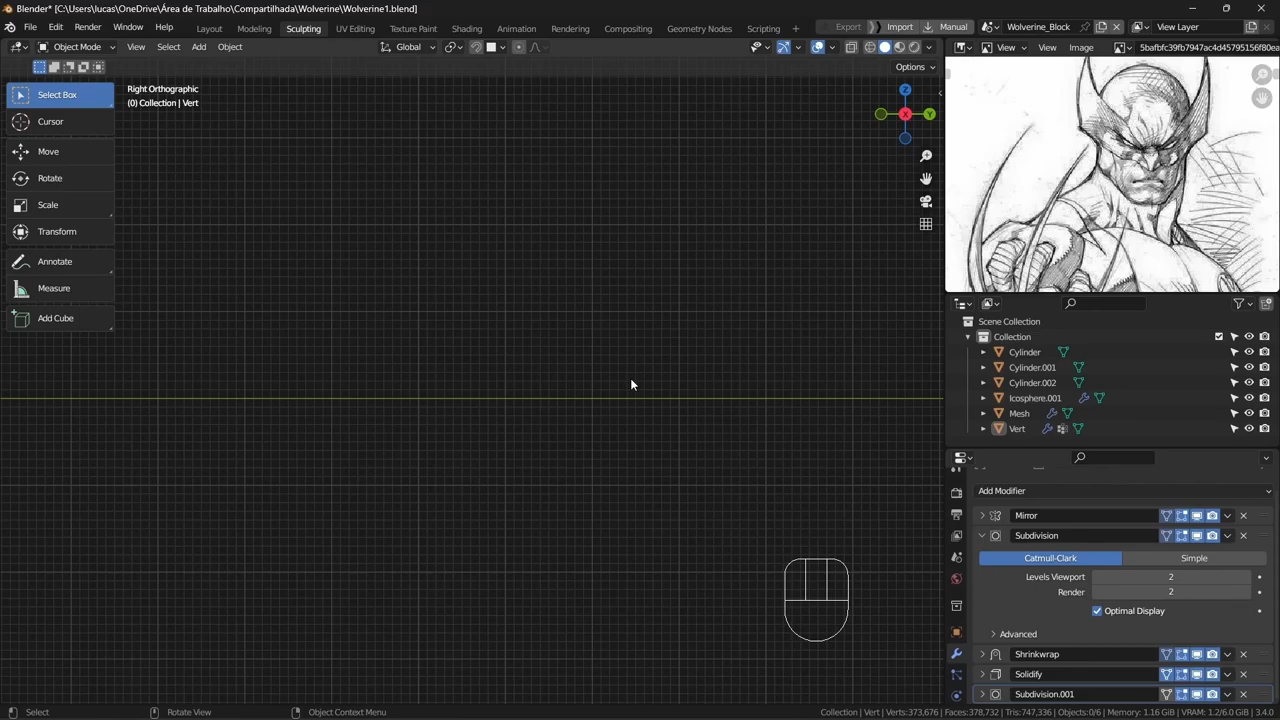 Blender* [C:\Users\lucas\OneDrive\Área de Trabalho\Compartilhada\Wolverine\Wolverine1.blend]
File Edit Render Window Help Layout Modeling Sculpting UV Editing Texture Paint Shading Animation Rendering Compositing Geometry Nodes Scripting + Export Import Manual Wolverine_Block View Layer
Object Mode View Select Add Object Global View View Image 5bafbfc39fb7947ac4d45795156f80ea
Options
Select Box
Cursor
Move
Rotate
Scale
Transform
Annotate
Measure
Add Cube
Right Orthographic
(0) Collection | Vert
Z
X
Y
Scene Collection
Collection
Cylinder
Cylinder.001
Cylinder.002
Icosphere.001
Mesh
Vert
Add Modifier
Mirror
Subdivision
Catmull-Clark Simple
Levels Viewport 2
Render 2
Optimal Display
Advanced
Shrinkwrap
Solidify
Subdivision.001
Select Rotate View Object Context Menu Collection | Vert | Verts:373,676 | Faces:378,732 | Tris:747,336 | Objects:0/6 | Memory: 1.16 GiB | VRAM: 1.2/6.0 GiB | 3.4.0